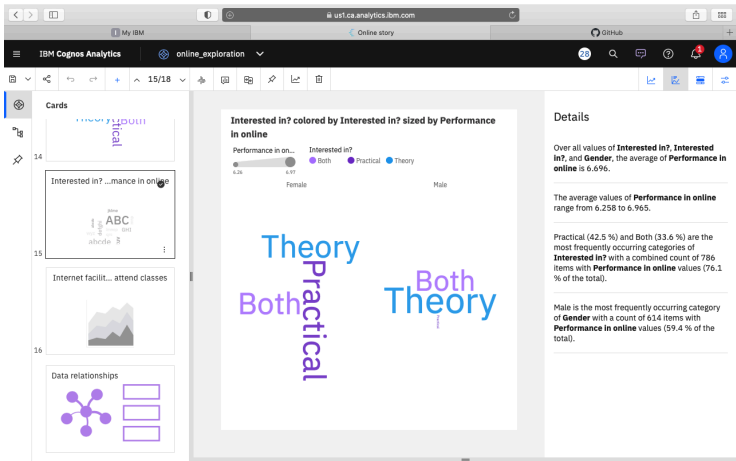 us1.ca.analytics.ibm.com
My IBM
Online story
GitHub
IBM Cognos Analytics
online_exploration
28
4
15/18
Cards
Theory
Both
Practical
14
Interested in? ...mance in online
ABC
abcde
15
Internet facilit... attend classes
16
Data relationships
Interested in? colored by Interested in? sized by Performance
in online
Performance in on...
6.26
6.97
Interested in?
Both
Practical
Theory
Female
Male
Theory
Practical
Both
Both
Theory
Details
Over all values of Interested in?, Interested
in?, and Gender, the average of Performance in
online is 6.696.
The average values of Performance in online
range from 6.258 to 6.965.
Practical (42.5 %) and Both (33.6 %) are the
most frequently occurring categories of
Interested in? with a combined count of 786
items with Performance in online values (76.1
% of the total).
Male is the most frequently occurring category
of Gender with a count of 614 items with
Performance in online values (59.4 % of the
total).